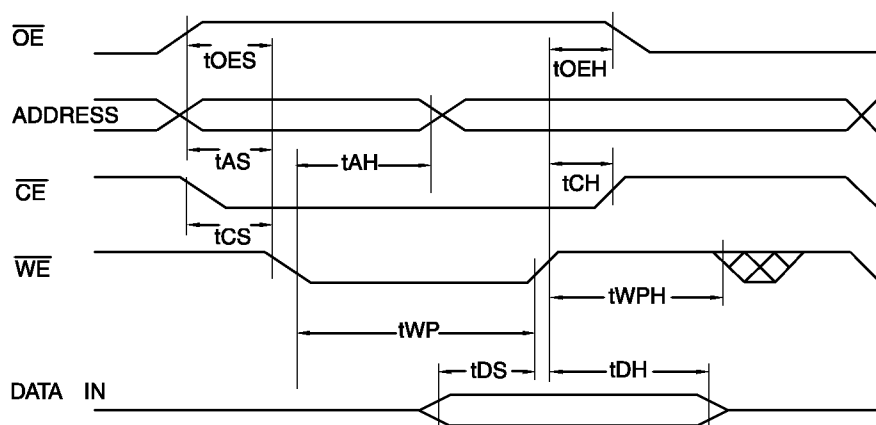 OE
tOES
tOEH
ADDRESS
tAS
tAH
tCH
CE
tCS
WE
tWPH
tWP
tDS
tDH
DATA IN